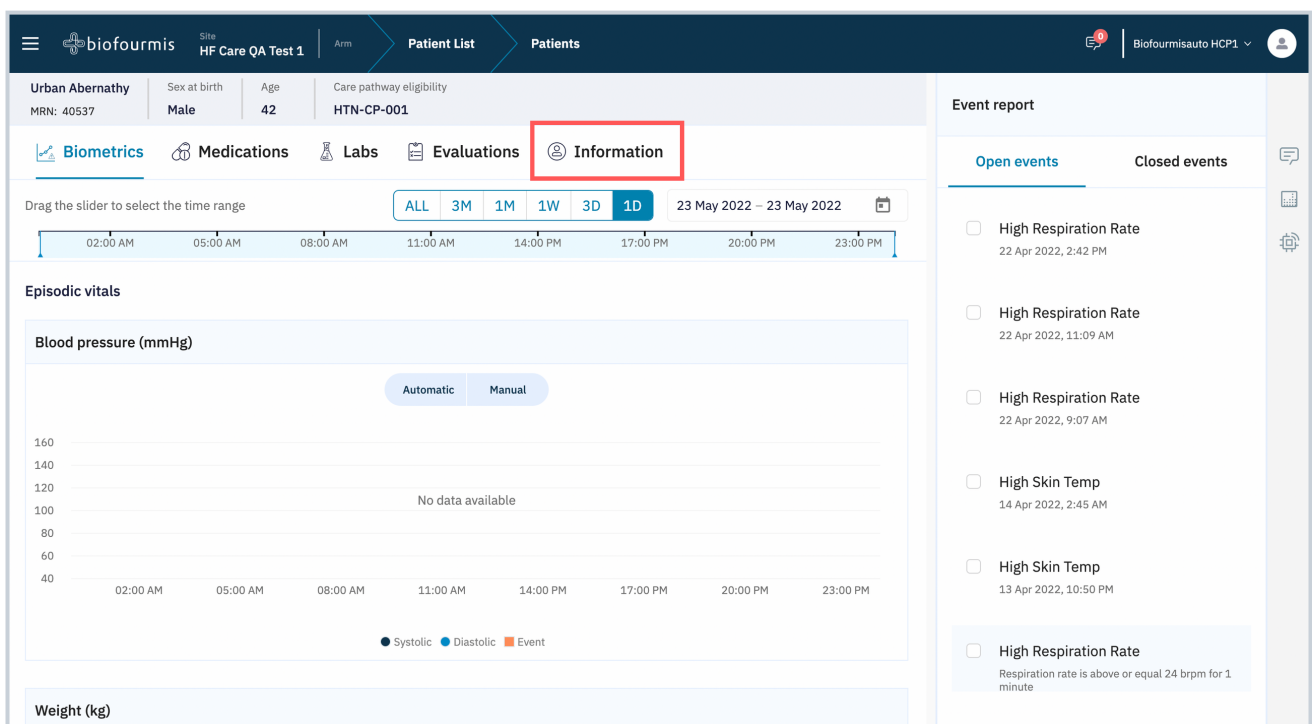 biofourmis
Site
HF Care QA Test 1
Arm
Patient List
Patients
0
Biofourmisauto HCP1
Urban Abernathy
MRN: 40537
Sex at birth
Male
Age
42
Care pathway eligibility
HTN-CP-001
Biometrics
Medications
Labs
Evaluations
Information
Drag the slider to select the time range
ALL 3M 1M 1W 3D 1D
23 May 2022 – 23 May 2022
02:00 AM 05:00 AM 08:00 AM 11:00 AM 14:00 PM 17:00 PM 20:00 PM 23:00 PM
Episodic vitals
Blood pressure (mmHg)
Automatic Manual
160
140
120
100
80
60
40
No data available
02:00 AM 05:00 AM 08:00 AM 11:00 AM 14:00 PM 17:00 PM 20:00 PM 23:00 PM
Systolic Diastolic Event
Weight (kg)
Event report
Open events Closed events
High Respiration Rate
22 Apr 2022, 2:42 PM
High Respiration Rate
22 Apr 2022, 11:09 AM
High Respiration Rate
22 Apr 2022, 9:07 AM
High Skin Temp
14 Apr 2022, 2:45 AM
High Skin Temp
13 Apr 2022, 10:50 PM
High Respiration Rate
Respiration rate is above or equal 24 brpm for 1
minute